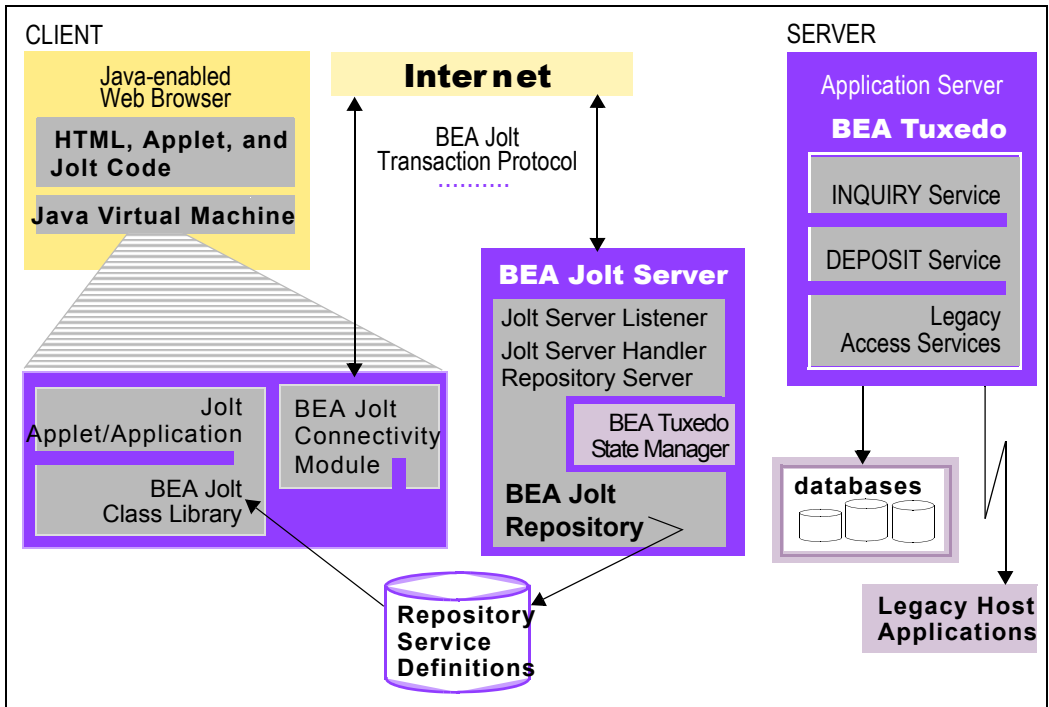 CLIENT
Java-enabled
Web Browser
HTML, Applet, and
Jolt Code
Java Virtual Machine
Internet
BEA Jolt
Transaction Protocol
SERVER
Application Server
BEA Tuxedo
INQUIRY Service
DEPOSIT Service
Legacy
Access Services
BEA Jolt Server
Jolt Server Listener
Jolt Server Handler
Repository Server
BEA Tuxedo
State Manager
BEA Jolt
Repository
Jolt
Applet/Application
BEA Jolt
Class Library
BEA Jolt
Connectivity
Module
databases
Repository
Service
Definitions
Legacy Host
Applications